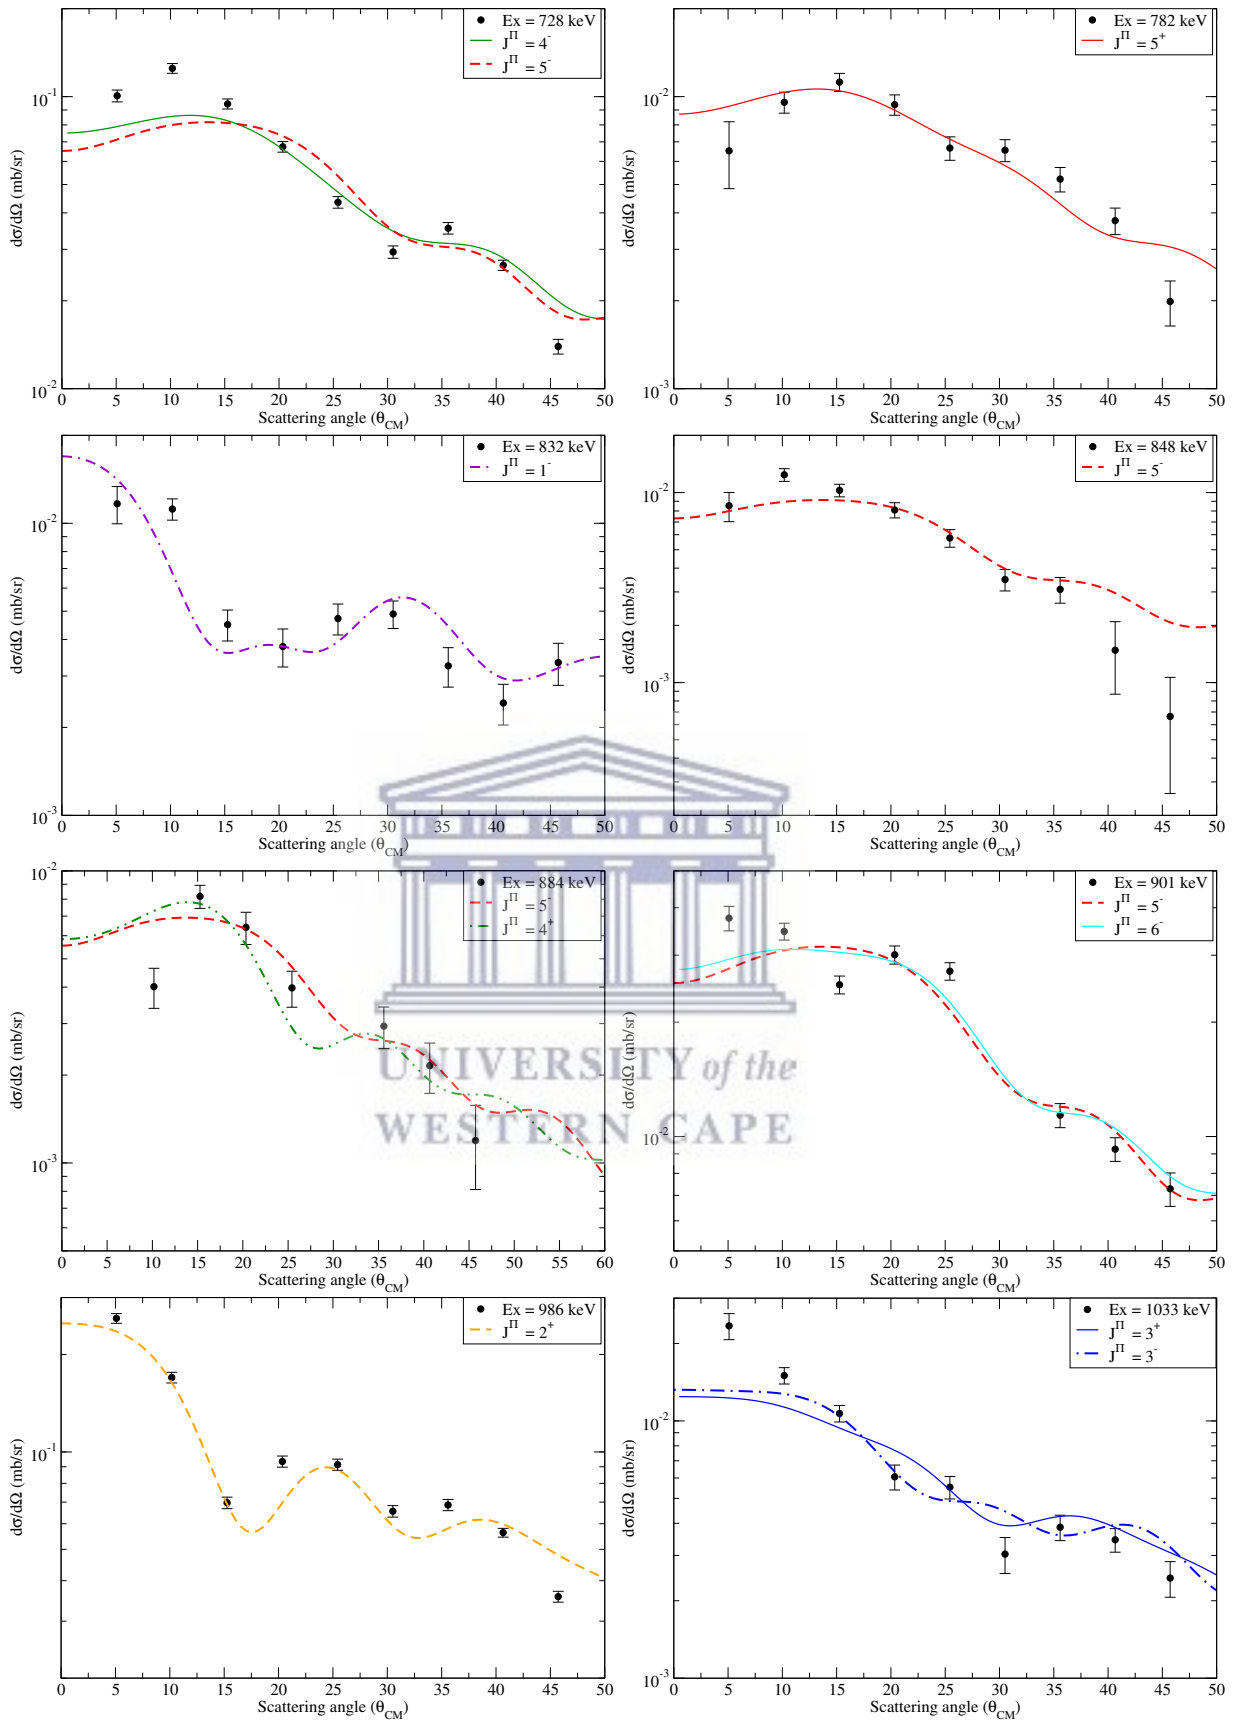 Ex = 728 keV
J^Π = 4^-
J^Π = 5^-
10^-1
10^-2
dσ/dΩ (mb/sr)
0 5 10 15 20 25 30 35 40 45 50
Scattering angle (θ_CM)
Ex = 782 keV
J^Π = 5^+
10^-2
10^-3
dσ/dΩ (mb/sr)
0 5 10 15 20 25 30 35 40 45 50
Scattering angle (θ_CM)
Ex = 832 keV
J^Π = 1^-
10^-2
10^-3
dσ/dΩ (mb/sr)
0 5 10 15 20 25 30 35 40 45 50
Scattering angle (θ_CM)
Ex = 848 keV
J^Π = 5^-
10^-2
10^-3
dσ/dΩ (mb/sr)
0 5 10 15 20 25 30 35 40 45 50
Scattering angle (θ_CM)
Ex = 884 keV
J^Π = 5^-
J^Π = 4^+
10^-2
10^-3
dσ/dΩ (mb/sr)
0 5 10 15 20 25 30 35 40 45 50 55 60
Scattering angle (θ_CM)
Ex = 901 keV
J^Π = 5^-
J^Π = 6^-
10^-2
dσ/dΩ (mb/sr)
0 5 10 15 20 25 30 35 40 45 50
Scattering angle (θ_CM)
UNIVERSITY of the
WESTERN CAPE
Ex = 986 keV
J^Π = 2^+
10^-1
dσ/dΩ (mb/sr)
0 5 10 15 20 25 30 35 40 45 50
Scattering angle (θ_CM)
Ex = 1033 keV
J^Π = 3^+
J^Π = 3^-
10^-2
10^-3
dσ/dΩ (mb/sr)
0 5 10 15 20 25 30 35 40 45 50
Scattering angle (θ_CM)